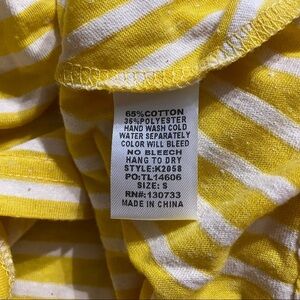 65%COTTON
35%POLYESTER
HAND WASH COLD
WATER SEPARATELY
COLOR WILL BLEED
NO BLEECH
HANG TO DRY
STYLE:K2058
PO:TL14606
SIZE: S
RN#:130733
MADE IN CHINA